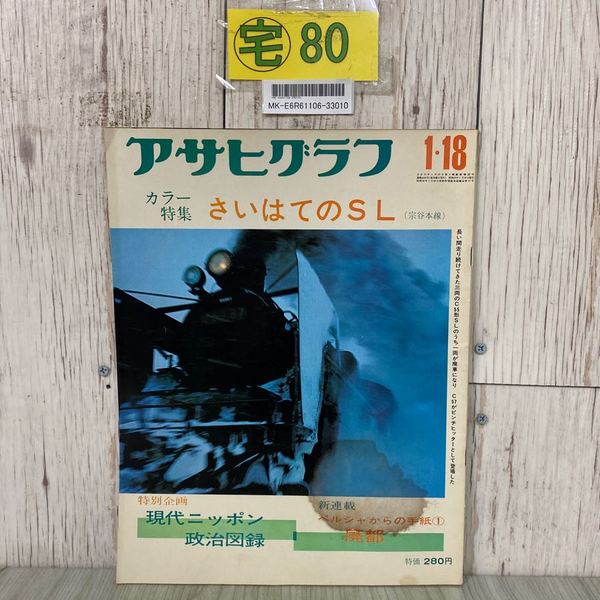 宅80
MK-E6R61106-33010
アサヒグラフ
1・18
カラー
特集
さいはてのSL
(宗谷本線)
長い間走り続けてきた三両のC55形SLのうち一両が廃車になり C57がピンチヒッターとして登場した
特別企画
現代ニッポン
政治図録
新連載
ペルシャからの手紙①
廃都
特価 280円